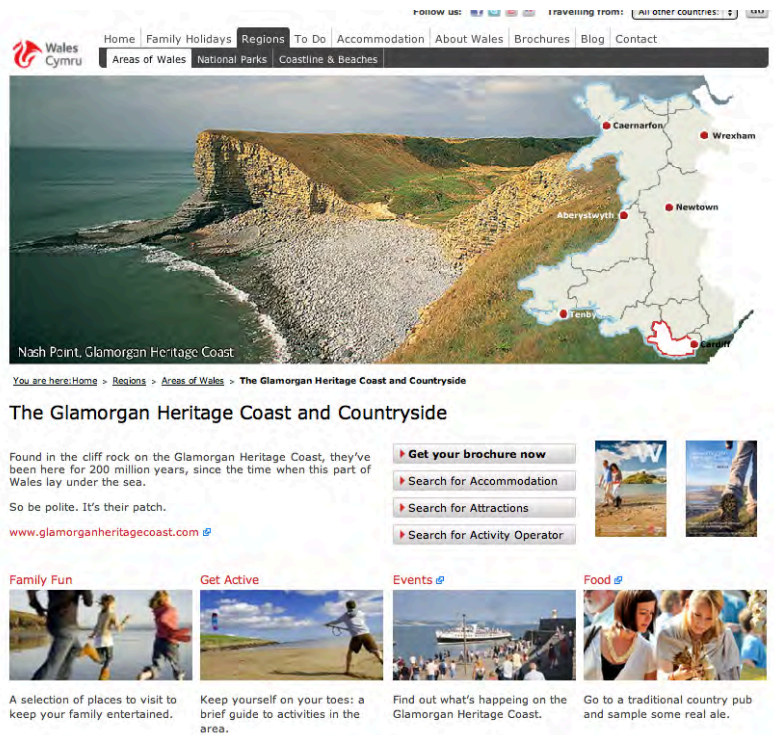 Follow us:
Travelling from:
All other countries:
GO
Wales
Cymru
Home
Family Holidays
Regions
To Do
Accommodation
About Wales
Brochures
Blog
Contact
Areas of Wales
National Parks
Coastline & Beaches
Caernarfon
Wrexham
Newtown
Aberystwyth
Tenby
Cardiff
Nash Point, Glamorgan Heritage Coast
You are here:Home > Regions > Areas of Wales > The Glamorgan Heritage Coast and Countryside
The Glamorgan Heritage Coast and Countryside
Found in the cliff rock on the Glamorgan Heritage Coast, they've
been here for 200 million years, since the time when this part of
Wales lay under the sea.
So be polite. It's their patch.
www.glamorganheritagecoast.com
Get your brochure now
Search for Accommodation
Search for Attractions
Search for Activity Operator
W
Family Fun
A selection of places to visit to
keep your family entertained.
Get Active
Keep yourself on your toes: a
brief guide to activities in the
area.
Events
Find out what's happeing on the
Glamorgan Heritage Coast.
Food
Go to a traditional country pub
and sample some real ale.